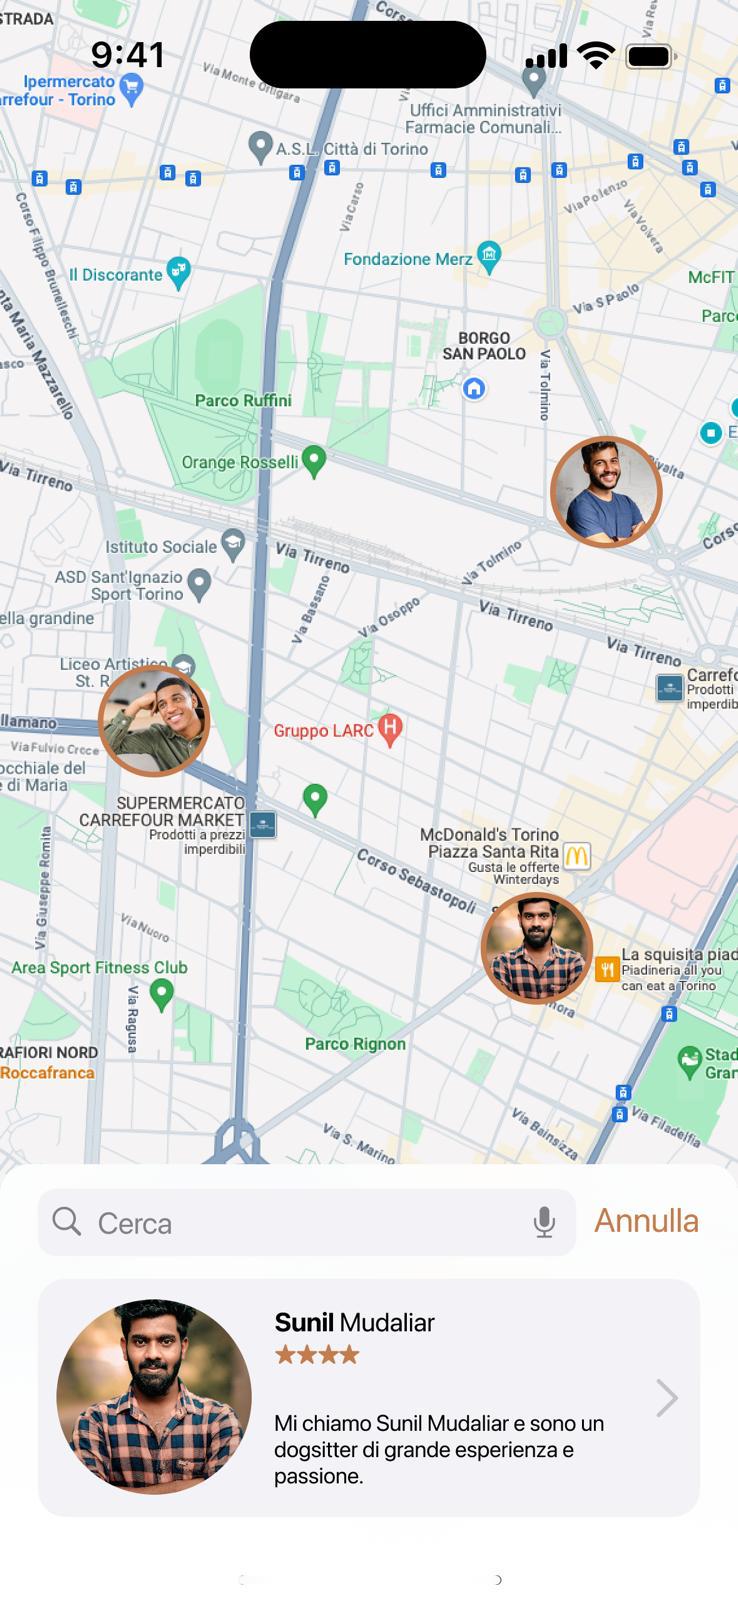 STRADA
Corso
9:41
Ipermercato
rrefour - Torino
Via Monte Ortigara
Uffici Amministrativi
Farmacie Comunali...
A.S.L. Città di Torino
Via Carso
Via Polenzo
Via Volvera
Corso Filippo Brunelleschi
Fondazione Merz
Il Discorante
McFIT
Via S Paolo
Parco
nta Maria Mazzarello
BORGO
SAN PAOLO
Via Tolmino
asco
Parco Ruffini
E
Orange Rosselli
Rivalta
Via Tirreno
Corso
Istituto Sociale
Via Tirreno
Via Tolmino
ASD Sant'Ignazio
Sport Torino
ella grandine
Via Bassano
Via Osoppo
Via Tirreno
Via Tirreno
Liceo Artistico
St. R
Carrefo
Prodotti
imperdib
llamano
Gruppo LARC
Via Fulvio Croce
occhiale del
e di Maria
SUPERMERCATO
CARREFOUR MARKET
Prodotti a prezzi
imperdibili
McDonald's Torino
Piazza Santa Rita
Gusta le offerte
Winterdays
Corso Sebastopoli
Via Giuseppe Romita
Via Nuoro
La squisita piad
Piadineria all you
can eat a Torino
Area Sport Fitness Club
Via Ragusa
nora
Parco Rignon
RAFIORI NORD
Roccafranca
Stad
Gran
Via S. Marino
Via Bainsizza
Via Filadelfia
Cerca
Annulla
Sunil Mudaliar
Mi chiamo Sunil Mudaliar e sono un
dogsitter di grande esperienza e
passione.